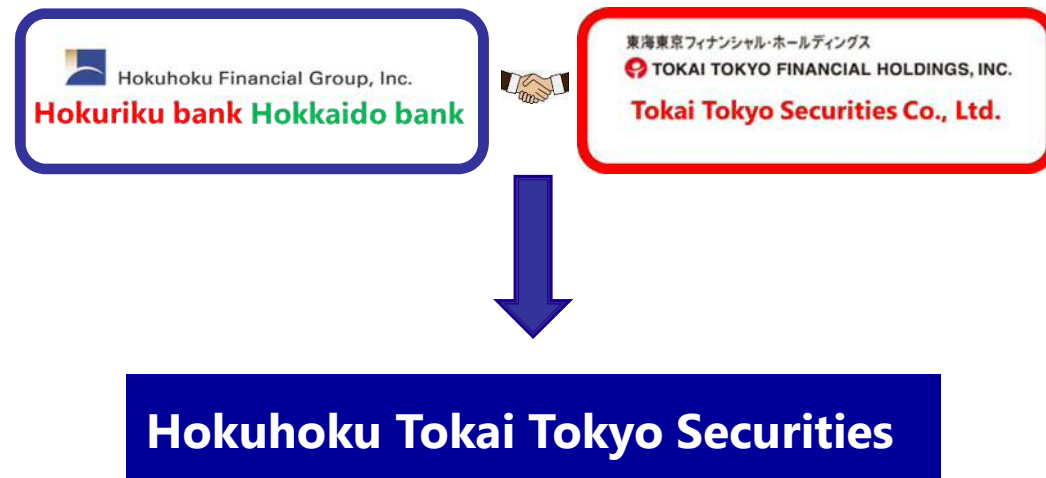 Hokuhoku Financial Group, Inc.
Hokuriku bank Hokkaido bank
東海東京フィナンシャル・ホールディングス
TOKAI TOKYO FINANCIAL HOLDINGS, INC.
Tokai Tokyo Securities Co., Ltd.
Hokuhoku Tokai Tokyo Securities